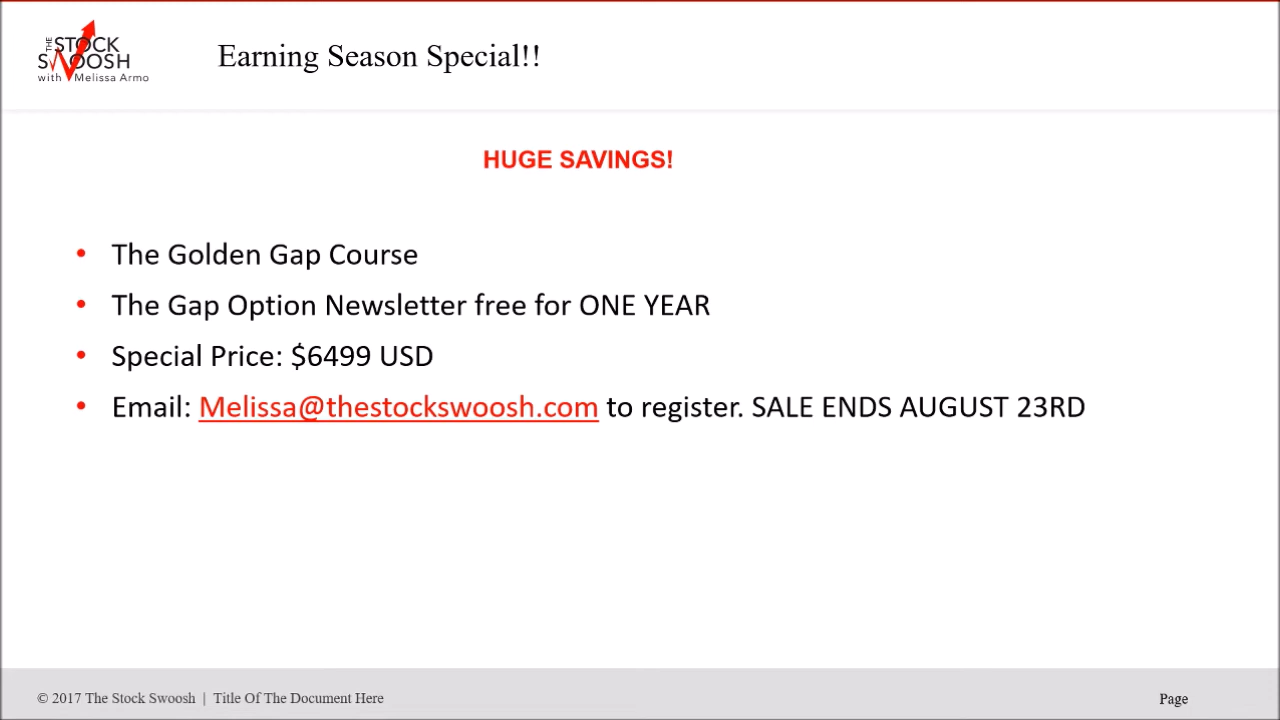 THE STOCK
SWOOSH
with Melissa Armo
Earning Season Special!!
HUGE SAVINGS!
• The Golden Gap Course
• The Gap Option Newsletter free for ONE YEAR
• Special Price: $6499 USD
• Email: Melissa@thestockswoosh.com to register. SALE ENDS AUGUST 23RD
© 2017 The Stock Swoosh | Title Of The Document Here
Page